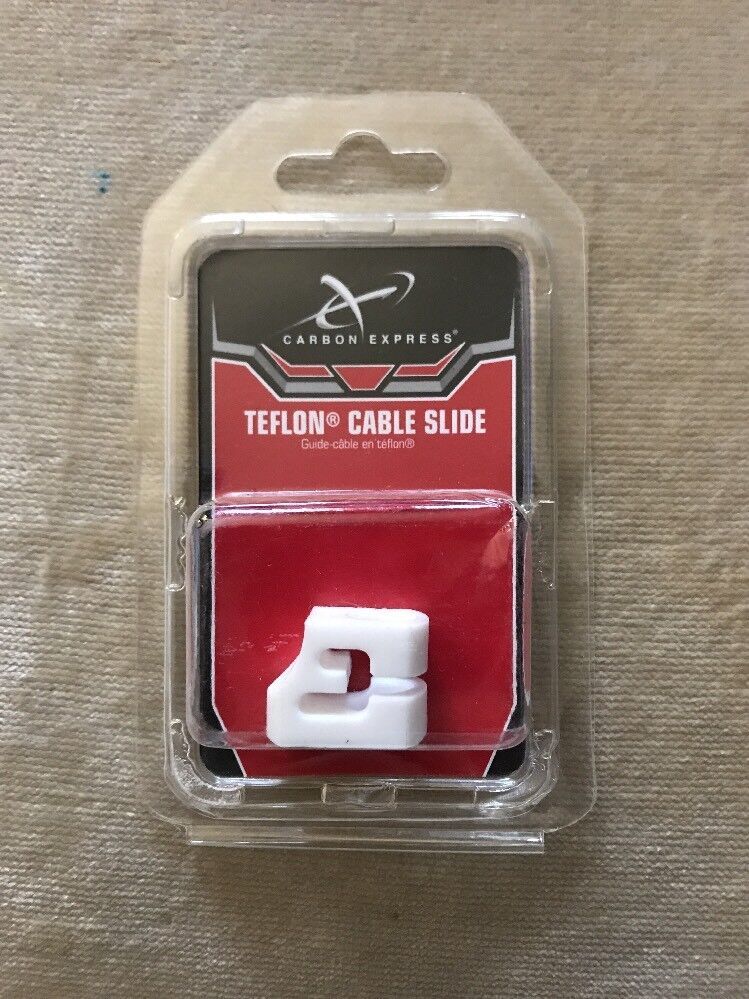 CARBON EXPRESS®
TEFLON® CABLE SLIDE
Guide-câble en téflon®